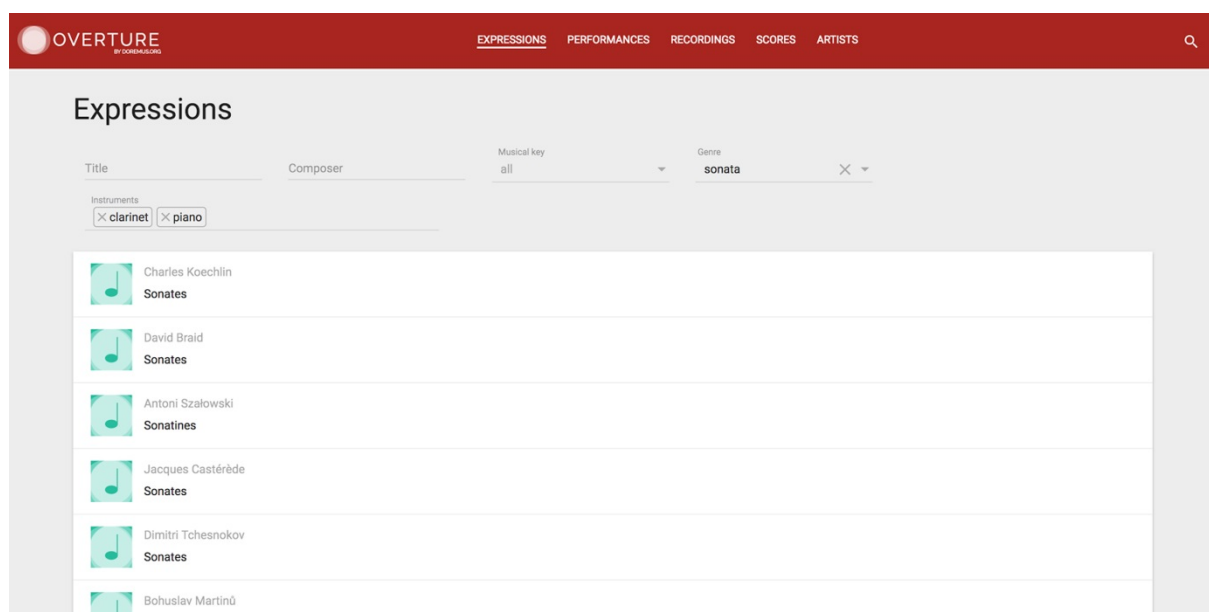 OVERTURE
BY DOREMUS.ORG
EXPRESSIONS PERFORMANCES RECORDINGS SCORES ARTISTS
Expressions
Title
Composer
Musical key
all
Genre
sonata
Instruments
clarinet piano
Charles Koechlin
Sonates
David Braid
Sonates
Antoni Szałowski
Sonatines
Jacques Castérède
Sonates
Dimitri Tchesnokov
Sonates
Bohuslav Martinů